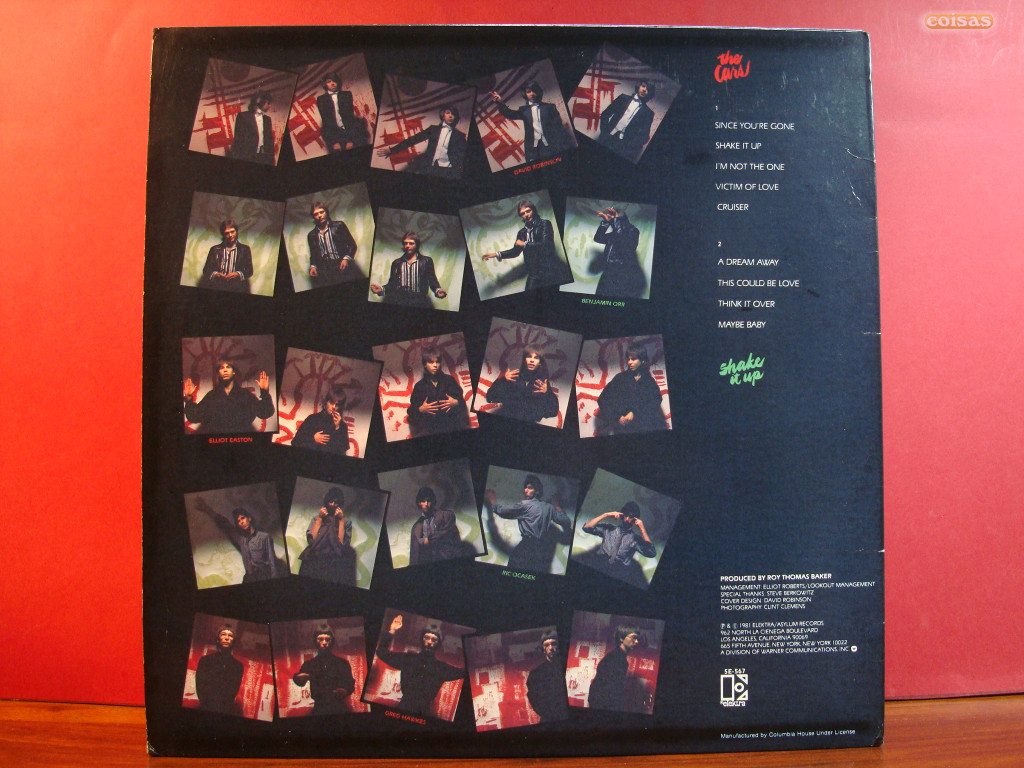 coisas
the
Cars
1
SINCE YOU'RE GONE
SHAKE IT UP
I'M NOT THE ONE
VICTIM OF LOVE
CRUISER
2
A DREAM AWAY
THIS COULD BE LOVE
THINK IT OVER
MAYBE BABY
shake
it up
DAVID ROBINSON
BENJAMIN ORR
ELLIOT EASTON
RIC OCASEK
GREG HAWKES
PRODUCED BY ROY THOMAS BAKER
MANAGEMENT: ELLIOT ROBERTS/LOOKOUT MANAGEMENT
SPECIAL THANKS: STEVE BERKOWITZ
COVER DESIGN: DAVID ROBINSON
PHOTOGRAPHY: CLINT CLEMENS
℗ & © 1981 ELEKTRA/ASYLUM RECORDS
962 NORTH LA CIENEGA BOULEVARD
LOS ANGELES, CALIFORNIA 90069
665 FIFTH AVENUE, NEW YORK, NEW YORK 10022
A DIVISION OF WARNER COMMUNICATIONS, INC.
5E-567
elektra
Manufactured by Columbia House Under License